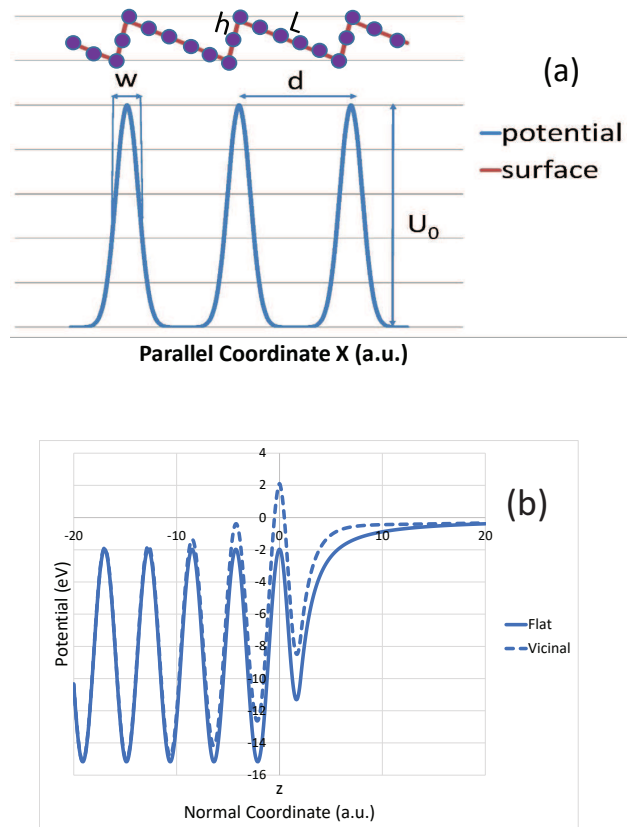 h
L
(a)
w
d
potential
surface
U0
Parallel Coordinate X (a.u.)
4
2
0
-20
-10
0
10
20
-2
-4
-6
-8
-10
-12
-14
-16
(b)
Potential (eV)
Flat
Vicinal
z
Normal Coordinate (a.u.)